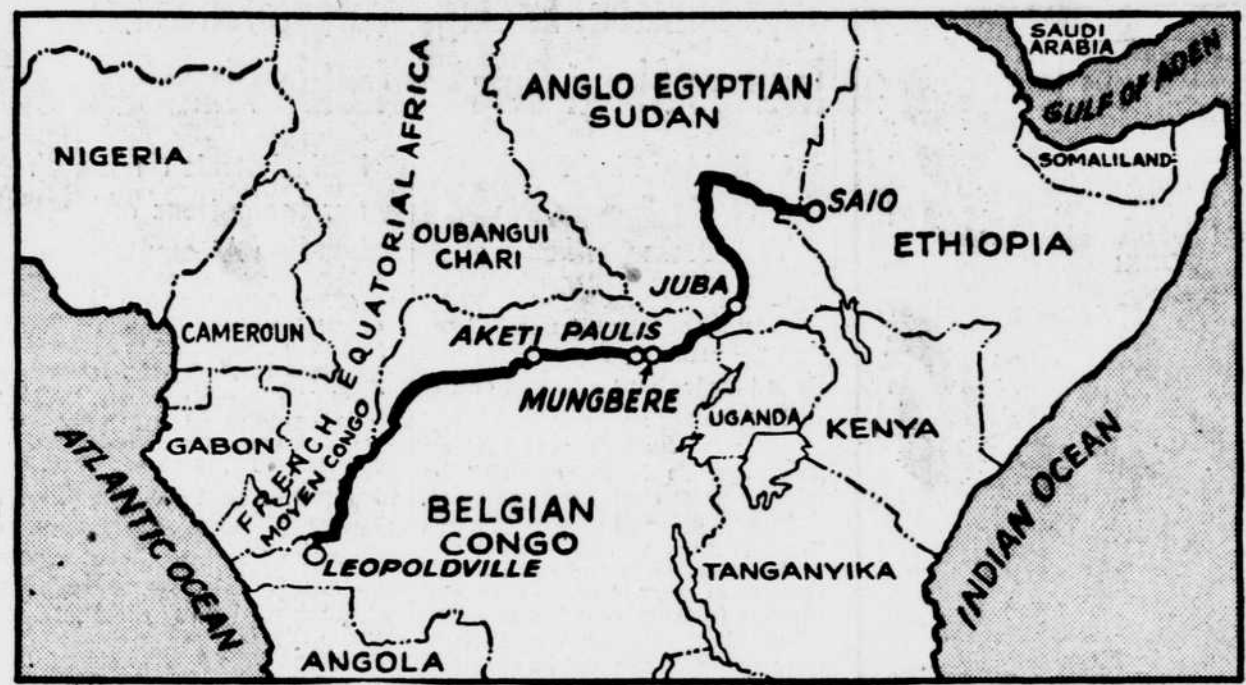 SAUDI
ARABIA
GULF OF ADEN
ANGLO EGYPTIAN
SUDAN
NIGERIA
SOMALILAND
SAIO
OUBANGUI
CHARI
ETHIOPIA
FRENCH EQUATORIAL AFRICA
JUBA
CAMEROUN
AKETI
PAULIS
MUNGBERE
UGANDA
KENYA
GABON
MOYEN CONGO
ATLANTIC OCEAN
BELGIAN
CONGO
INDIAN OCEAN
LEOPOLDVILLE
TANGANYIKA
ANGOLA